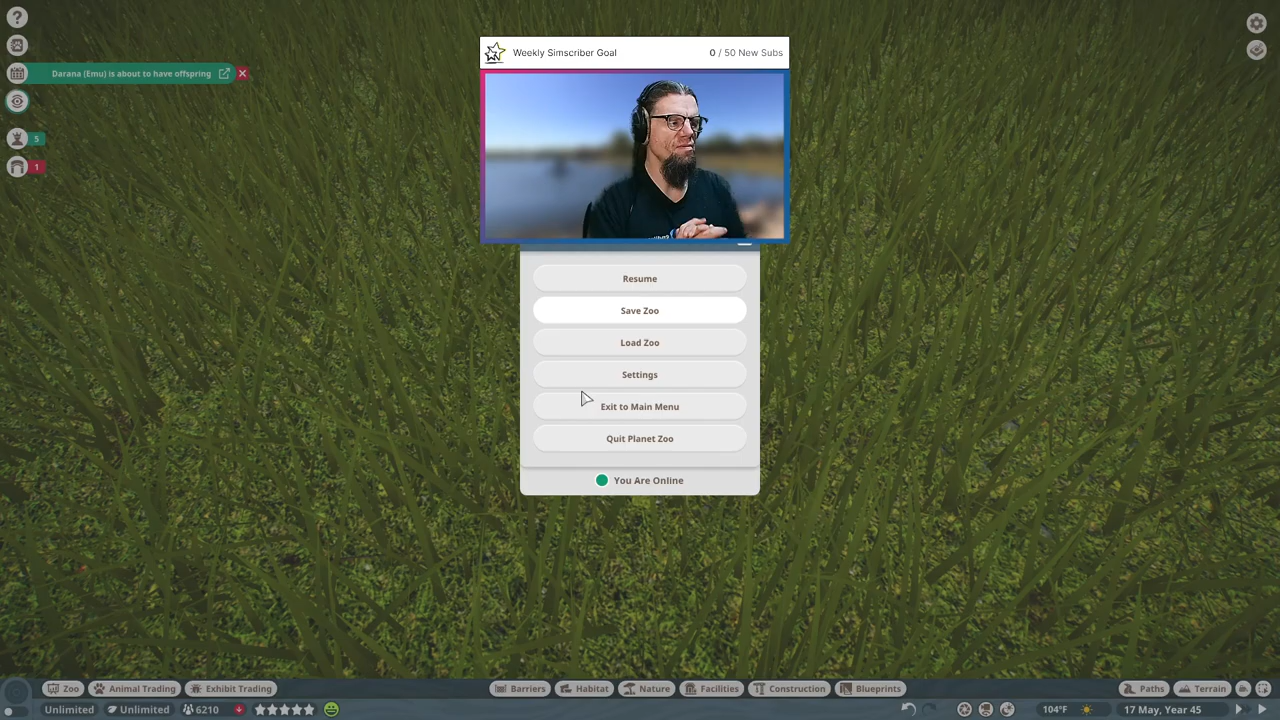 Weekly Simscriber Goal 0 / 50 New Subs
Darana (Emu) is about to have offspring
5
1
Resume
Save Zoo
Load Zoo
Settings
Exit to Main Menu
Quit Planet Zoo
You Are Online
Zoo Animal Trading Exhibit Trading Barriers Habitat Nature Facilities Construction Blueprints Paths Terrain
Unlimited Unlimited 6210 104°F 17 May, Year 45